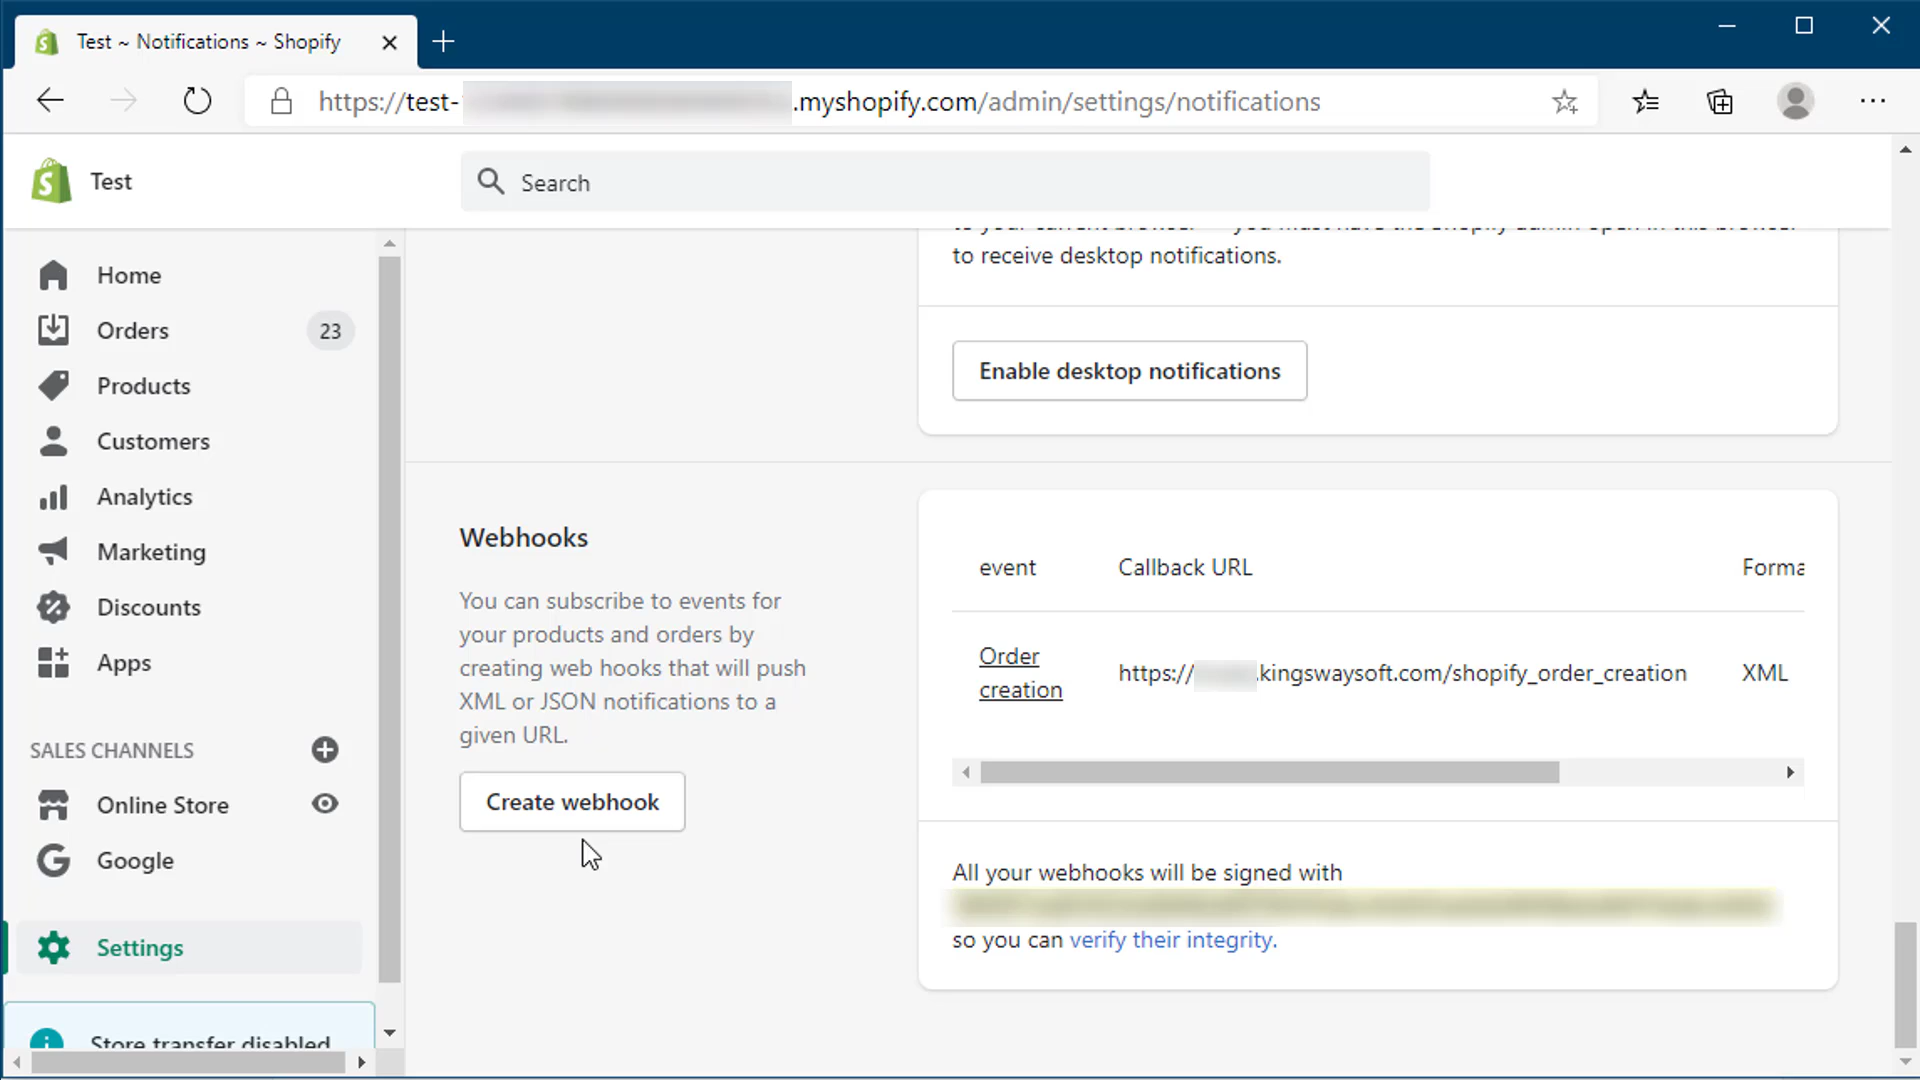 Test ~ Notifications ~ Shopify
https://test-
.myshopify.com/admin/settings/notifications
Test
Search
to receive desktop notifications.
Enable desktop notifications
Home
Orders
23
Products
Customers
Analytics
Marketing
Discounts
Apps
SALES CHANNELS
Online Store
Google
Settings
Store transfer disabled
Webhooks
You can subscribe to events for
your products and orders by
creating web hooks that will push
XML or JSON notifications to a
given URL.
Create webhook
event Callback URL Forma
Order
creation
https:// .kingswaysoft.com/shopify_order_creation XML
All your webhooks will be signed with
so you can verify their integrity.